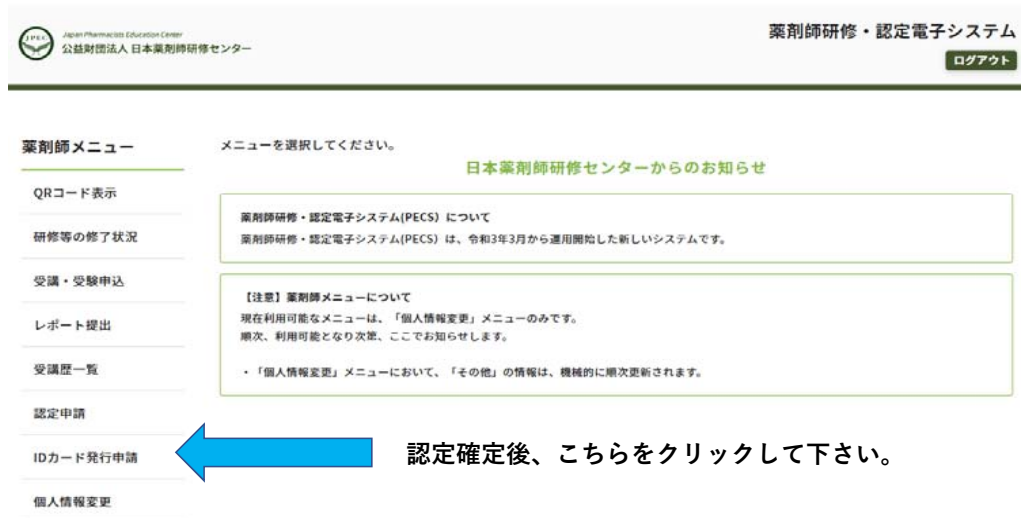 JPEC
Japan Pharmacists Education Center
公益財団法人 日本薬剤師研修センター
薬剤師研修・認定電子システム
ログアウト
薬剤師メニュー
QRコード表示
研修等の修了状況
受講・受験申込
レポート提出
受講歴一覧
認定申請
IDカード発行申請
個人情報変更
メニューを選択してください。
日本薬剤師研修センターからのお知らせ
薬剤師研修・認定電子システム(PECS）について
薬剤師研修・認定電子システム(PECS）は、令和3年3月から運用開始した新しいシステムです。
【注意】薬剤師メニューについて
現在利用可能なメニューは、「個人情報変更」メニューのみです。
順次、利用可能となり次第、ここでお知らせします。
・「個人情報変更」メニューにおいて、「その他」の情報は、機械的に順次更新されます。
認定確定後、こちらをクリックして下さい。